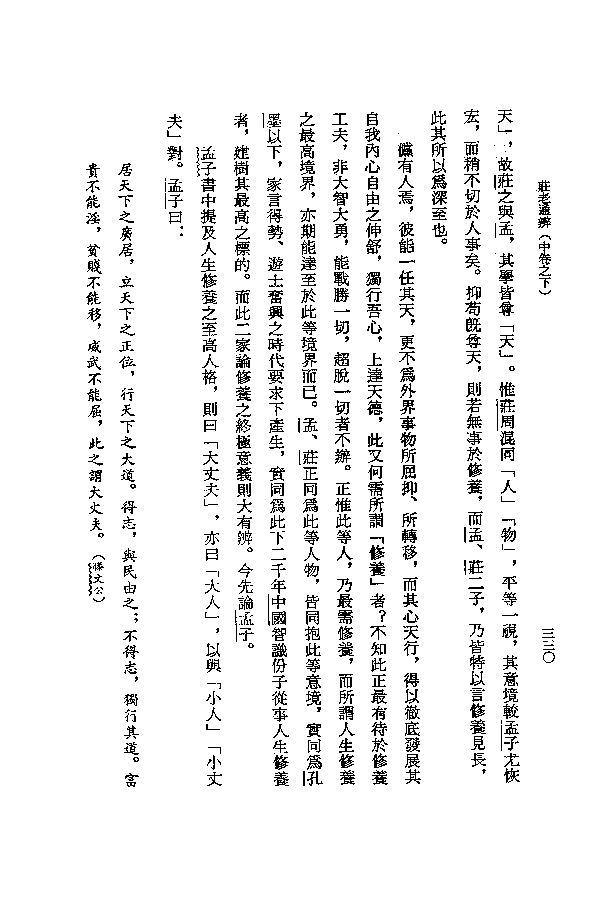 莊老通辨（中卷之下）
三三〇
天」，故莊之與孟，其學皆尊「天」。惟莊周混同「人」「物」，平等一視，其意境較孟子尤恢
宏，而稍不切於人事矣。抑苟既尊天，則若無事於修養，而孟、莊二子，乃皆特以言修養見長，
此其所以為深至也。
儻有人焉，彼能一任其天，更不為外界事物所屈抑、所轉移，而其心天行，得以徹底發展其
自我內心自由之伸舒，獨行吾心，上達天德，此又何需所謂「修養」者？不知此正最有待於修養
工夫，非大智大勇，能戰勝一切，超脫一切者不辦。正惟此等人，乃最需修養，而所謂人生修養
之最高境界，亦期能達至於此等境界而已。孟、莊正同為此等人物，皆同抱此等意境，實同為孔
墨以下，家言得勢、遊士奮興之時代要求下產生，實同為此下二千年中國智識份子從事人生修養
者，建樹其最高之標的。而此二家論修養之終極意義則大有辨。今先論孟子。
孟子書中提及人生修養之至高人格，則曰「大丈夫」，亦曰「大人」，以與「小人」「小丈
夫」對。孟子曰：
居天下之廣居，立天下之正位，行天下之大道。得志，與民由之；不得志，獨行其道。富
貴不能淫，貧賤不能移，威武不能屈，此之謂大丈夫。（滕文公）